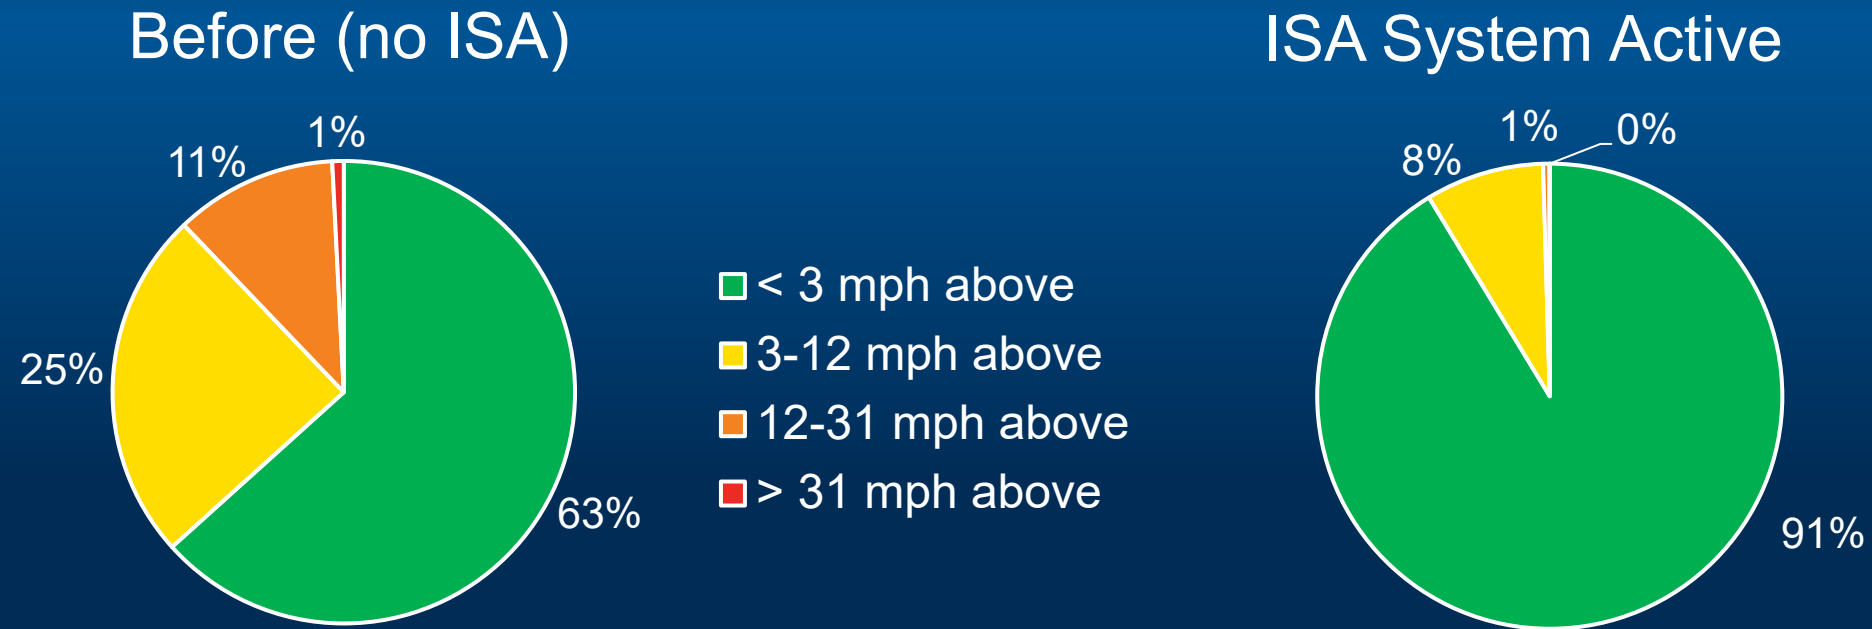 Before (no ISA)
1%
11%
25%
63%
< 3 mph above
3-12 mph above
12-31 mph above
> 31 mph above
ISA System Active
1%
0%
8%
91%